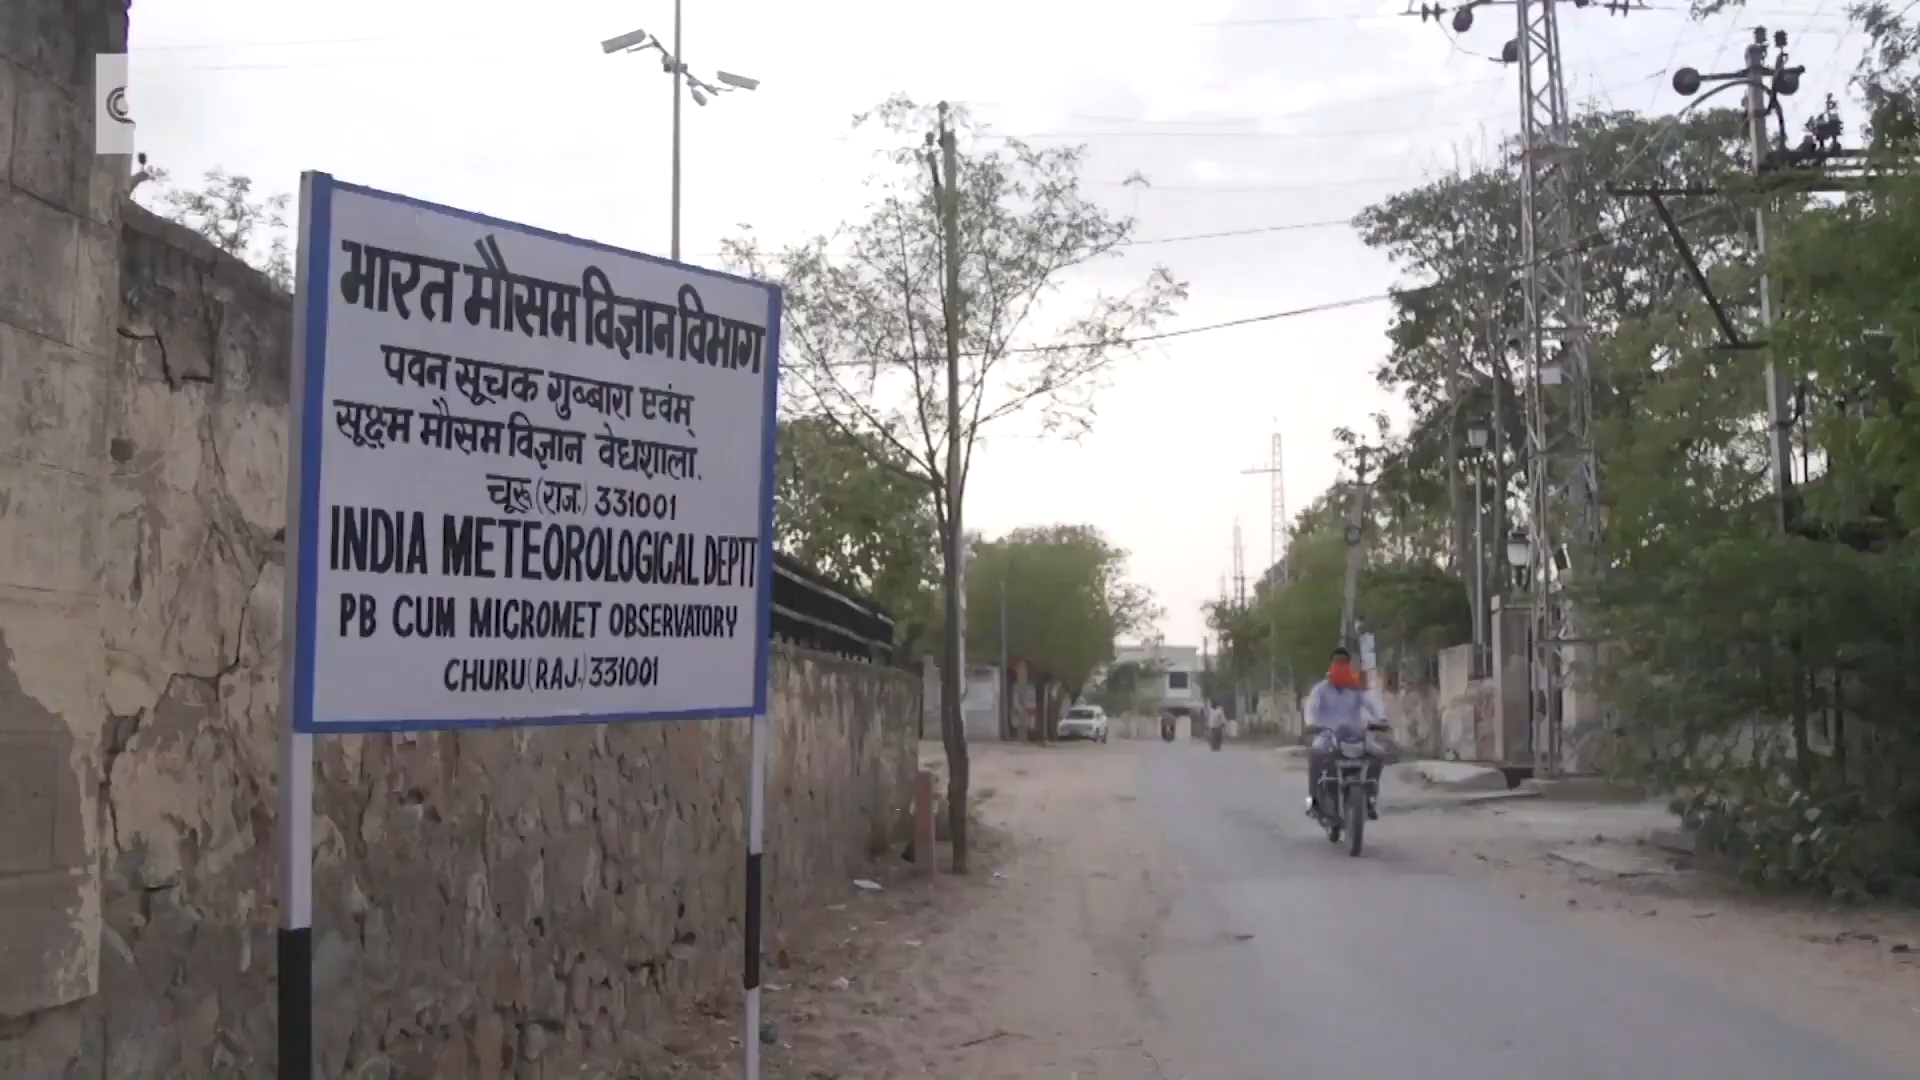 भारत मौसम विज्ञान विभाग
पवन सूचक गुब्बारा एवंम्
सूक्ष्म मौसम विज्ञान वेधशाला.
चूरू (राज.) 331001
INDIA METEOROLOGICAL DEPTT
PB CUM MICROMET OBSERVATORY
CHURU (RAJ.) 331001